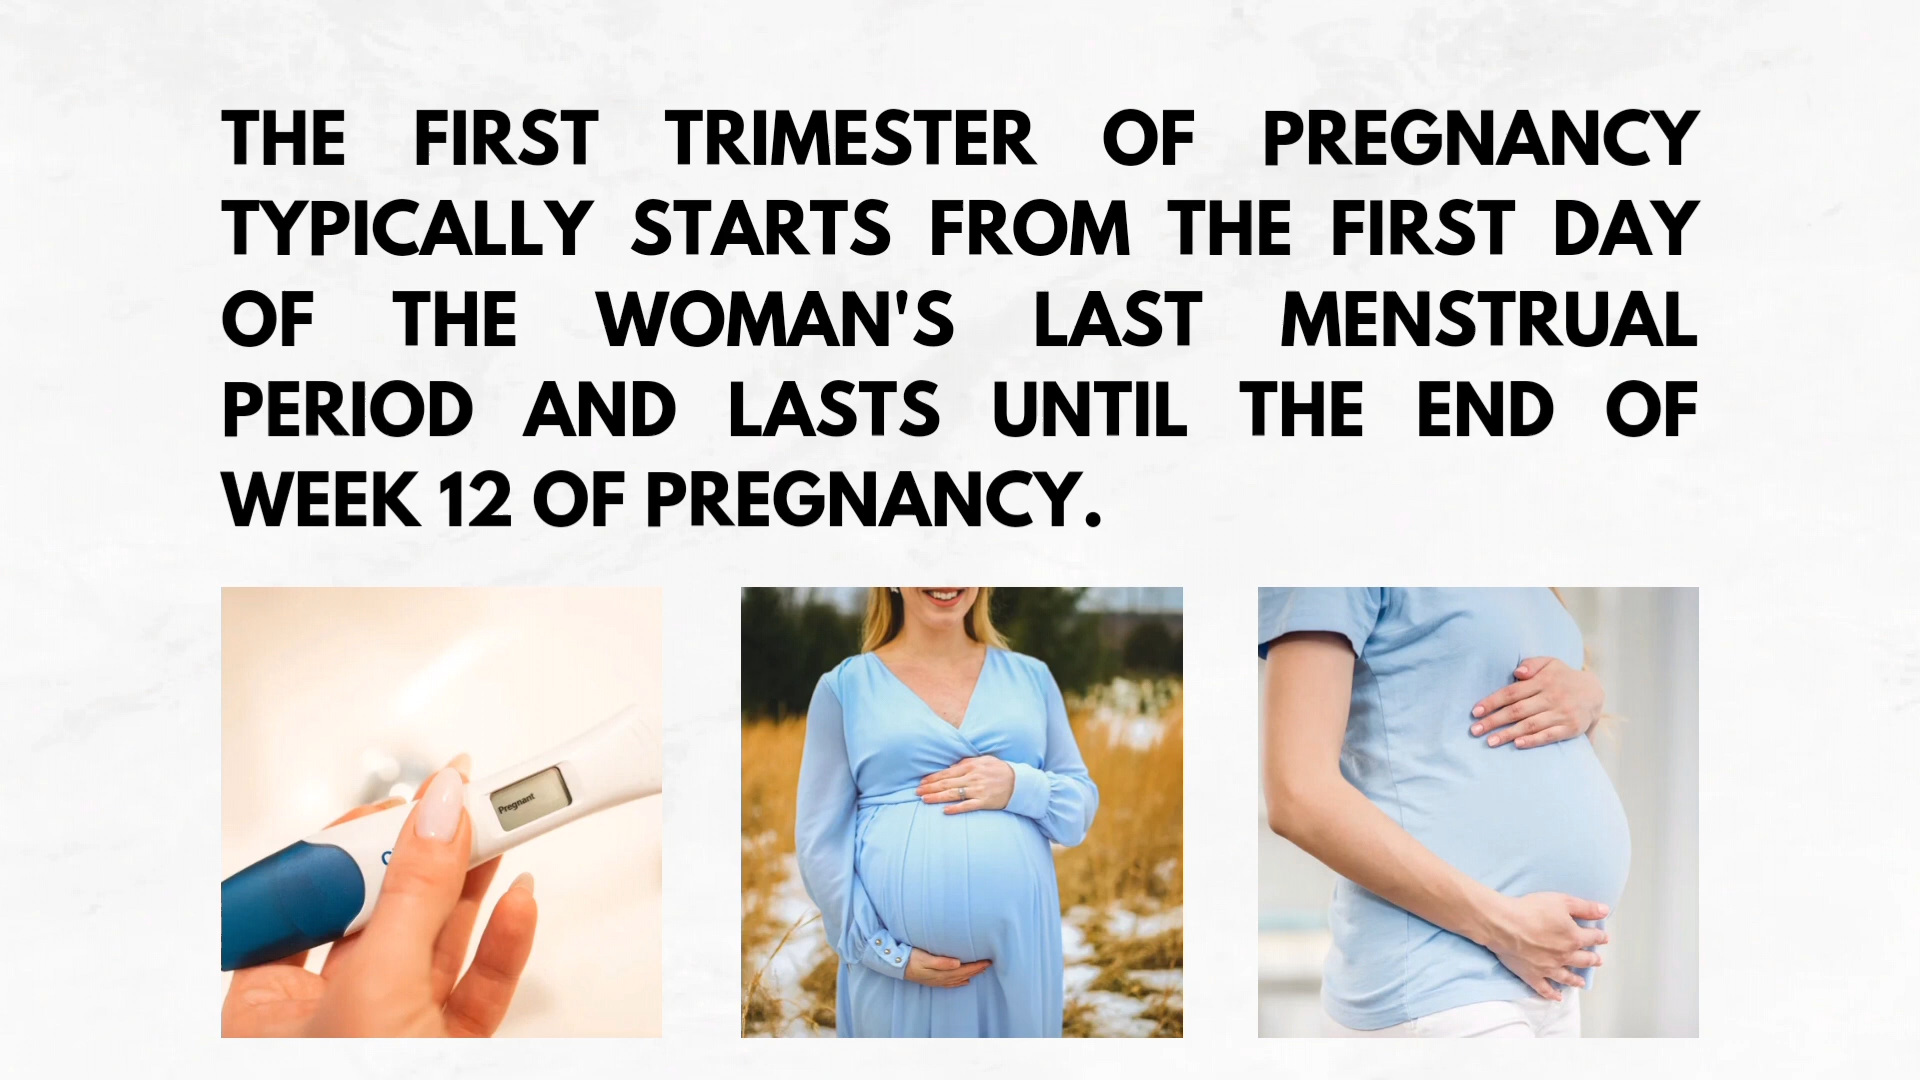 THE FIRST TRIMESTER OF PREGNANCY
TYPICALLY STARTS FROM THE FIRST DAY
OF THE WOMAN'S LAST MENSTRUAL
PERIOD AND LASTS UNTIL THE END OF
WEEK 12 OF PREGNANCY.
Pregnant